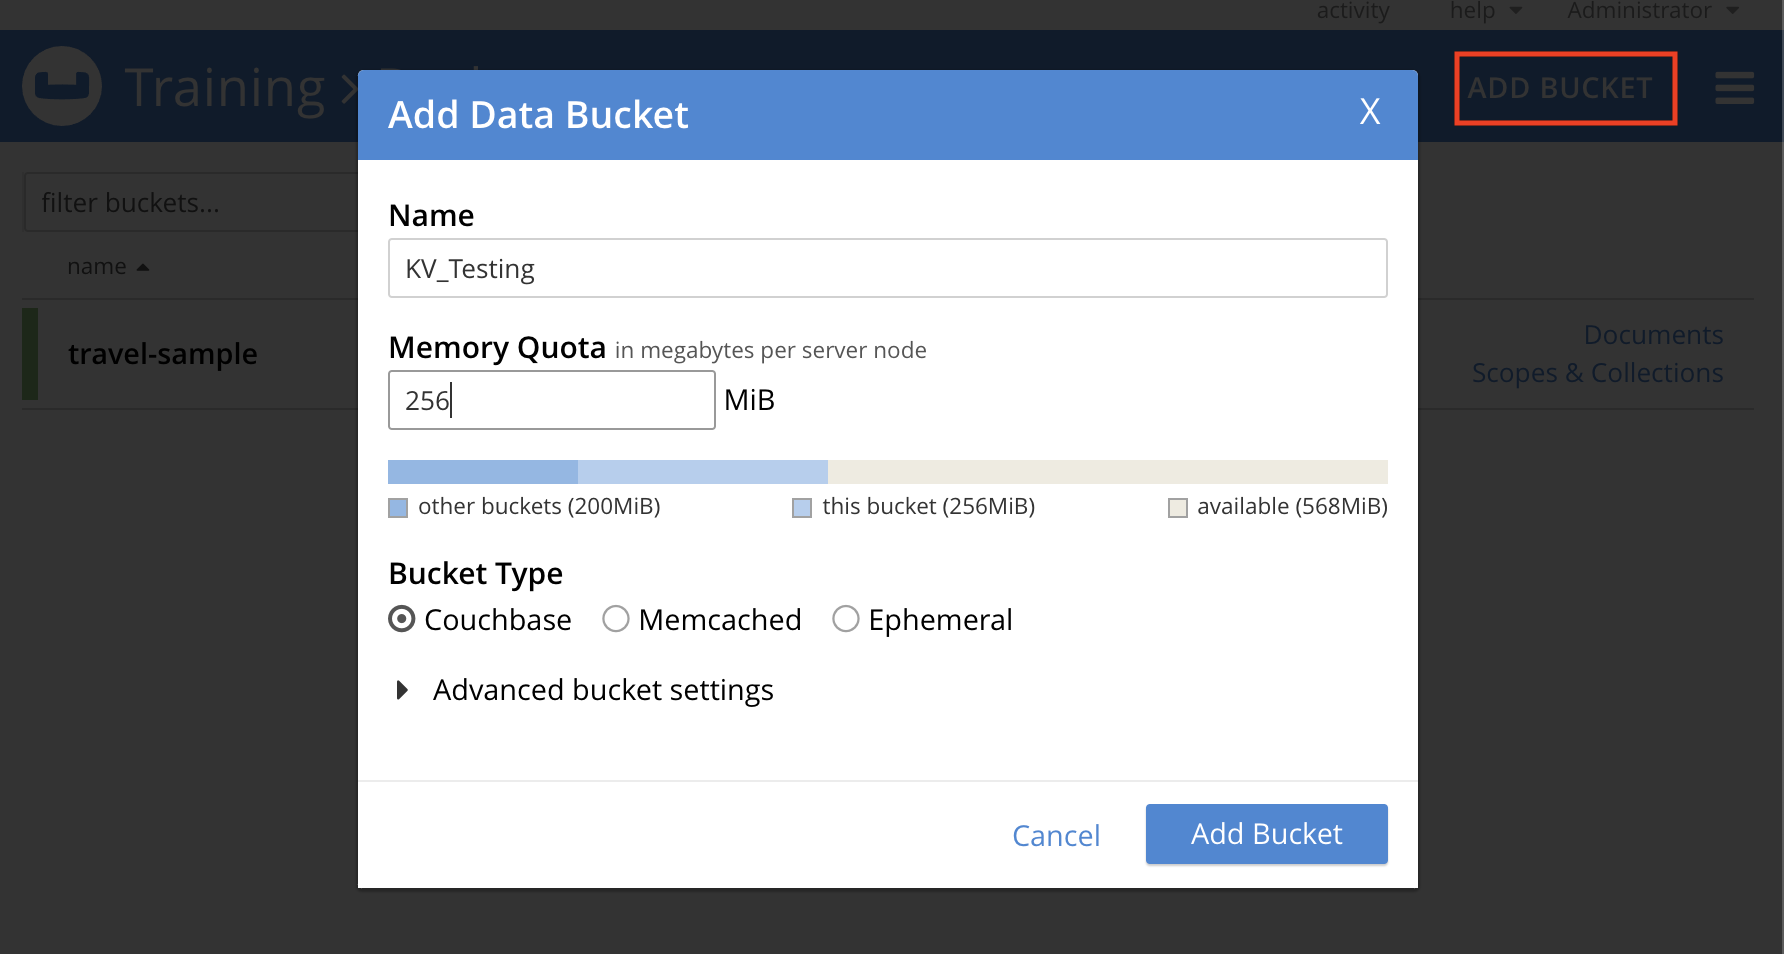 activity help Administrator
Training >
ADD BUCKET
Add Data Bucket X
filter buckets...
Name
KV_Testing
name
Memory Quota in megabytes per server node
travel-sample
Documents
Scopes & Collections
256 MiB
other buckets (200MiB) this bucket (256MiB) available (568MiB)
Bucket Type
Couchbase Memcached Ephemeral
Advanced bucket settings
Cancel Add Bucket